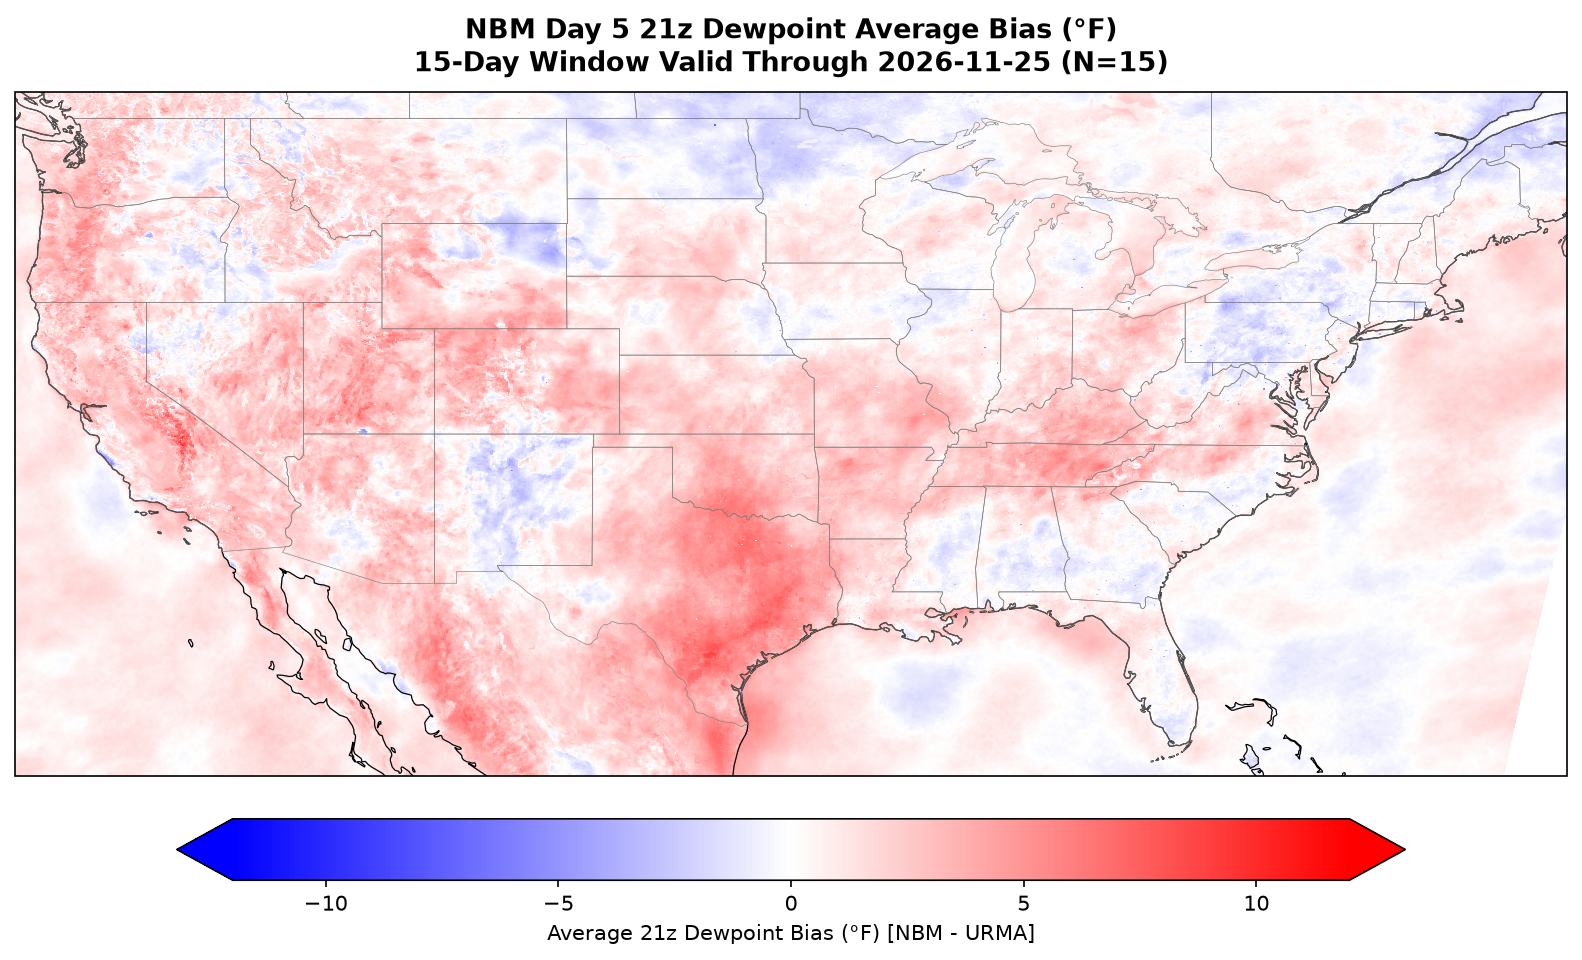 NBM Day 5 21z Dewpoint Average Bias (°F)
15-Day Window Valid Through 2026-11-25 (N=15)
−10 −5 0 5 10
Average 21z Dewpoint Bias (°F) [NBM - URMA]